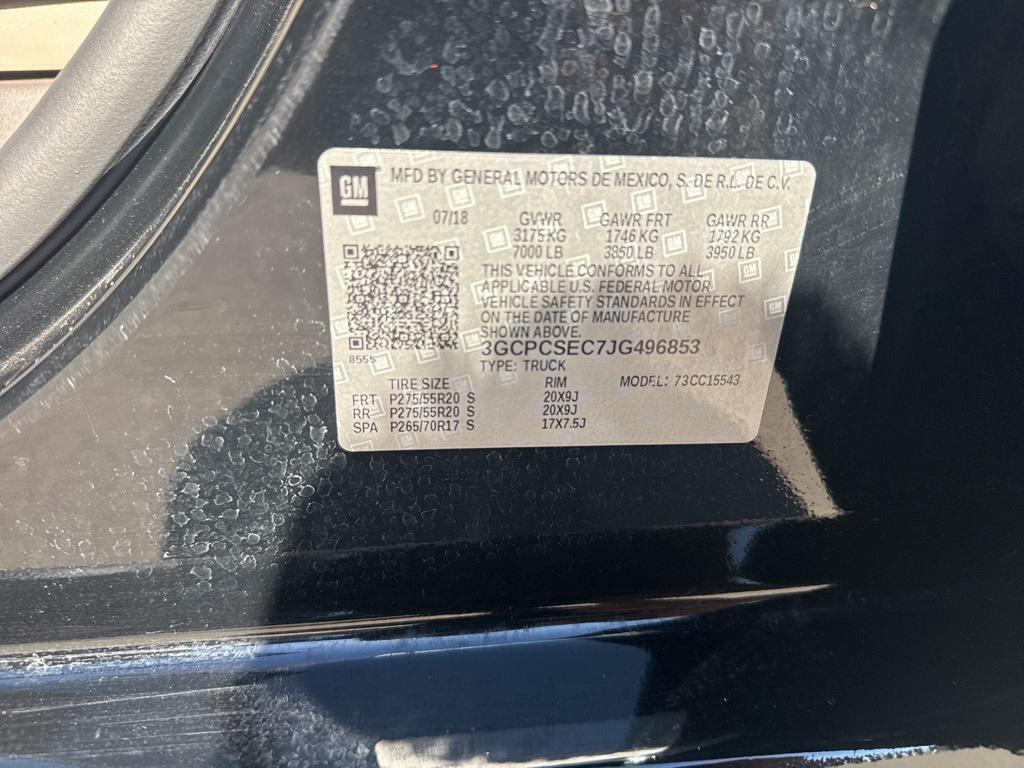 GM
MFD BY GENERAL MOTORS DE MEXICO, S. DE R.L. DE C.V.
07/18 GVWR GAWR FRT GAWR RR
3175 KG 1746 KG 1792 KG
7000 LB 3850 LB 3950 LB
THIS VEHICLE CONFORMS TO ALL
APPLICABLE U.S. FEDERAL MOTOR
VEHICLE SAFETY STANDARDS IN EFFECT
ON THE DATE OF MANUFACTURE
SHOWN ABOVE.
8555
3GCPCSEC7JG496853
TYPE: TRUCK
TIRE SIZE RIM MODEL: 73CC15543
FRT P275/55R20 S 20X9J
RR P275/55R20 S 20X9J
SPA P265/70R17 S 17X7.5J